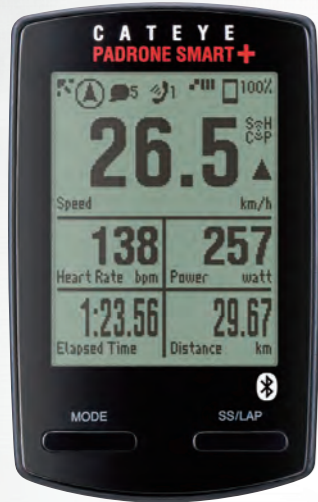 CATEYE
PADRONE SMART+
5 1 100%
26.5
S H
C P
Speed km/h
138 257
Heart Rate bpm Power watt
1:23.56 29.67
Elapsed Time Distance km
MODE SS/LAP